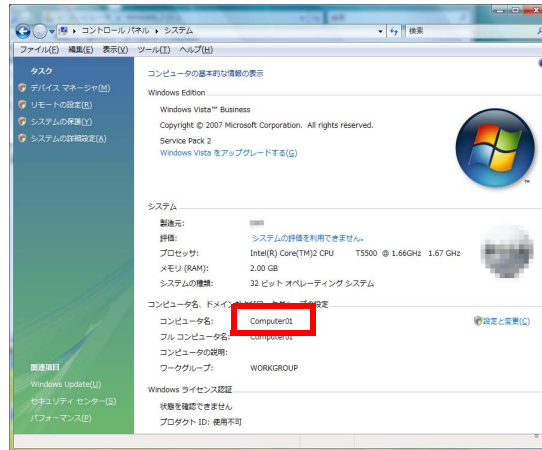 コントロール パネル ▸ システム
検索
ファイル(F) 編集(E) 表示(V) ツール(T) ヘルプ(H)
タスク
デバイス マネージャ(M)
リモートの設定(R)
システムの保護(Y)
システムの詳細設定(A)
コンピュータの基本的な情報の表示
Windows Edition
Windows Vista™ Business
Copyright © 2007 Microsoft Corporation. All rights reserved.
Service Pack 2
Windows Vista をアップグレードする(G)
システム
製造元:
評価: システムの評価を利用できません。
プロセッサ: Intel(R) Core(TM)2 CPU T5500 @ 1.66GHz 1.67 GHz
メモリ (RAM): 2.00 GB
システムの種類: 32 ビット オペレーティング システム
コンピュータ名、ドメインおよびワークグループの設定
コンピュータ名: Computer01
設定と変更(C)
フル コンピュータ名: Computer01
コンピュータの説明:
ワークグループ: WORKGROUP
Windows ライセンス認証
状態を確認できません
プロダクト ID: 使用不可
関連項目
Windows Update(U)
セキュリティ センター(S)
パフォーマンス(P)